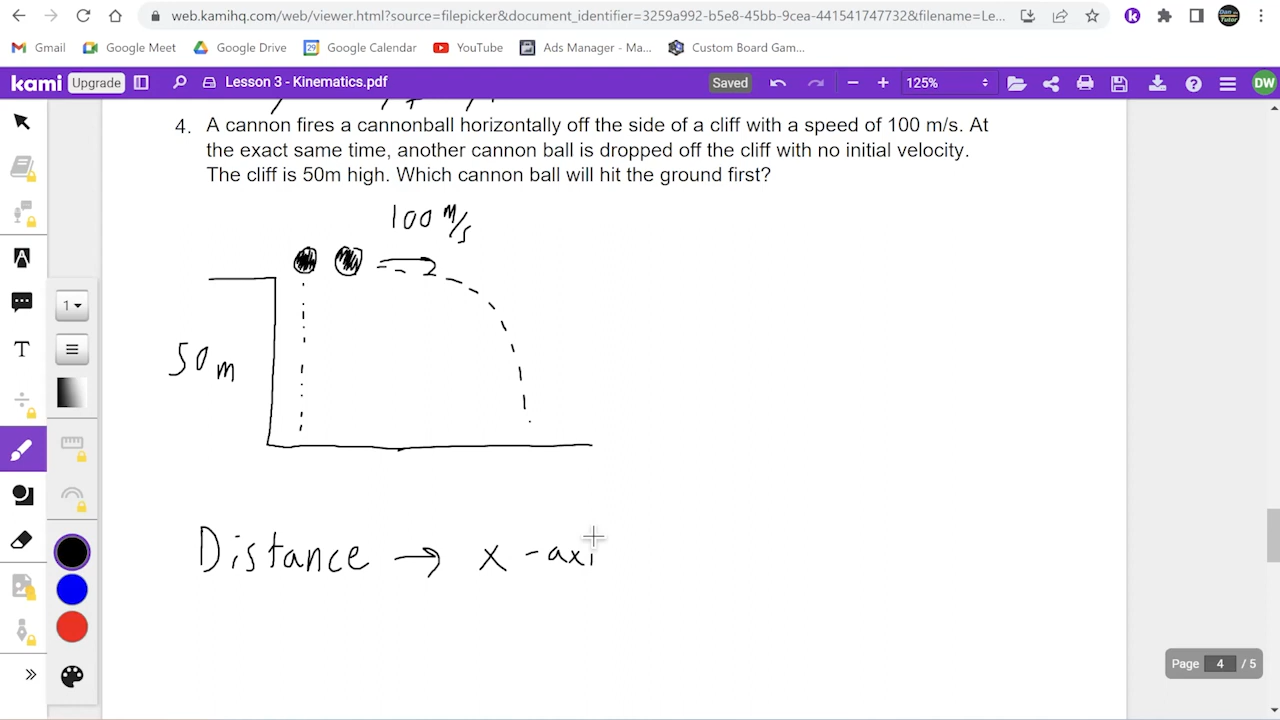 web.kamihq.com/web/viewer.html?source=filepicker&document_identifier=3259a992-b5e8-45bb-9cea-441541747732&filename=Le...
Gmail Google Meet Google Drive Google Calendar YouTube Ads Manager - Ma... Custom Board Gam...
kami Upgrade Lesson 3 - Kinematics.pdf Saved 125% DW
4. A cannon fires a cannonball horizontally off the side of a cliff with a speed of 100 m/s. At
the exact same time, another cannon ball is dropped off the cliff with no initial velocity.
The cliff is 50m high. Which cannon ball will hit the ground first?
100 m/s
1
50m
Distance → x-axi
Page 4 / 5